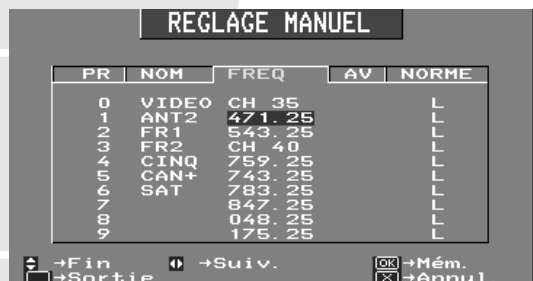 REGLAGE MANUEL
PR NOM FREQ AV NORME
0 VIDEO CH 35 L
1 ANT2 471.25 L
2 FR1 543.25 L
3 FR2 CH 40 L
4 CINQ 759.25 L
5 CAN+ 743.25 L
6 SAT 783.25 L
7 847.25 L
8 048.25 L
9 175.25 L
→Fin →Suiv. OK →Mém.
→Sortie X →Annul